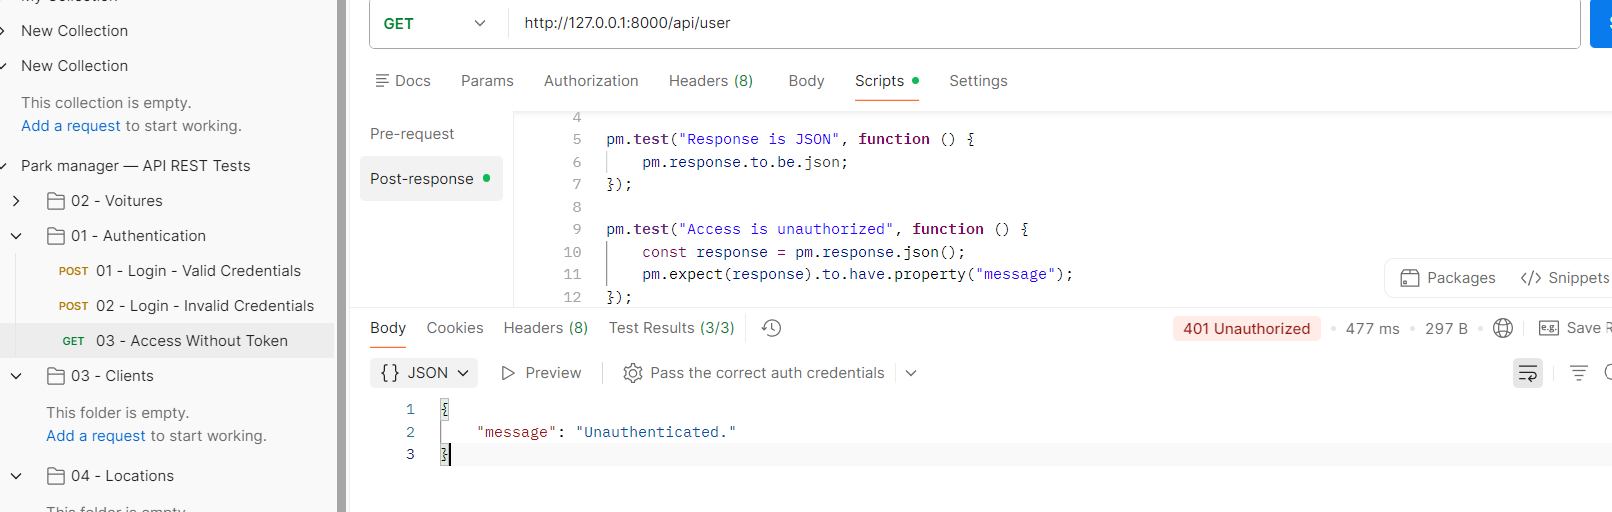 My Collection
New Collection
New Collection
This collection is empty.
Add a request to start working.
Park manager — API REST Tests
02 - Voitures
01 - Authentication
POST 01 - Login - Valid Credentials
POST 02 - Login - Invalid Credentials
GET 03 - Access Without Token
03 - Clients
This folder is empty.
Add a request to start working.
04 - Locations
This folder is empty.
GET http://127.0.0.1:8000/api/user
Docs Params Authorization Headers (8) Body Scripts Settings
Pre-request
Post-response
4
5 pm.test("Response is JSON", function () {
6 pm.response.to.be.json;
7 });
8
9 pm.test("Access is unauthorized", function () {
10 const response = pm.response.json();
11 pm.expect(response).to.have.property("message");
12 });
Packages </> Snippets
Body Cookies Headers (8) Test Results (3/3) 401 Unauthorized • 477 ms • 297 B • e.g. Save R
{} JSON Preview Pass the correct auth credentials
1 {
2 "message": "Unauthenticated."
3 }